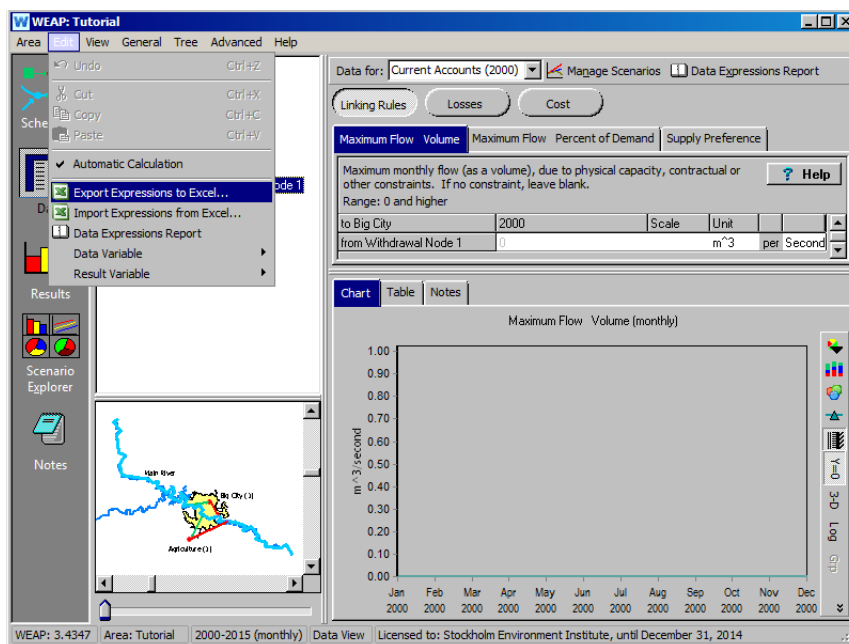 WEAP: Tutorial
Area Edit View General Tree Advanced Help
Undo Ctrl+Z
Cut Ctrl+X
Copy Ctrl+C
Paste Ctrl+V
Automatic Calculation
Export Expressions to Excel...
Import Expressions from Excel...
Data Expressions Report
Data Variable
Result Variable
Sche
Da
ode 1
Results
Scenario
Explorer
Notes
Main River
Big City (1)
Agriculture (1)
Data for: Current Accounts (2000) Manage Scenarios Data Expressions Report
Linking Rules Losses Cost
Maximum Flow Volume Maximum Flow Percent of Demand Supply Preference
Maximum monthly flow (as a volume), due to physical capacity, contractual or
other constraints. If no constraint, leave blank.
Range: 0 and higher
? Help
to Big City 2000 Scale Unit
from Withdrawal Node 1 0 m^3 per Second
Chart Table Notes
Maximum Flow Volume (monthly)
m^3/second
1.00
0.90
0.80
0.70
0.60
0.50
0.40
0.30
0.20
0.10
0.00
Jan Feb Mar Apr May Jun Jul Aug Sep Oct Nov Dec
2000 2000 2000 2000 2000 2000 2000 2000 2000 2000 2000 2000
Y=0
3-D
Log
Grp
WEAP: 3.4347 Area: Tutorial 2000-2015 (monthly) Data View Licensed to: Stockholm Environment Institute, until December 31, 2014